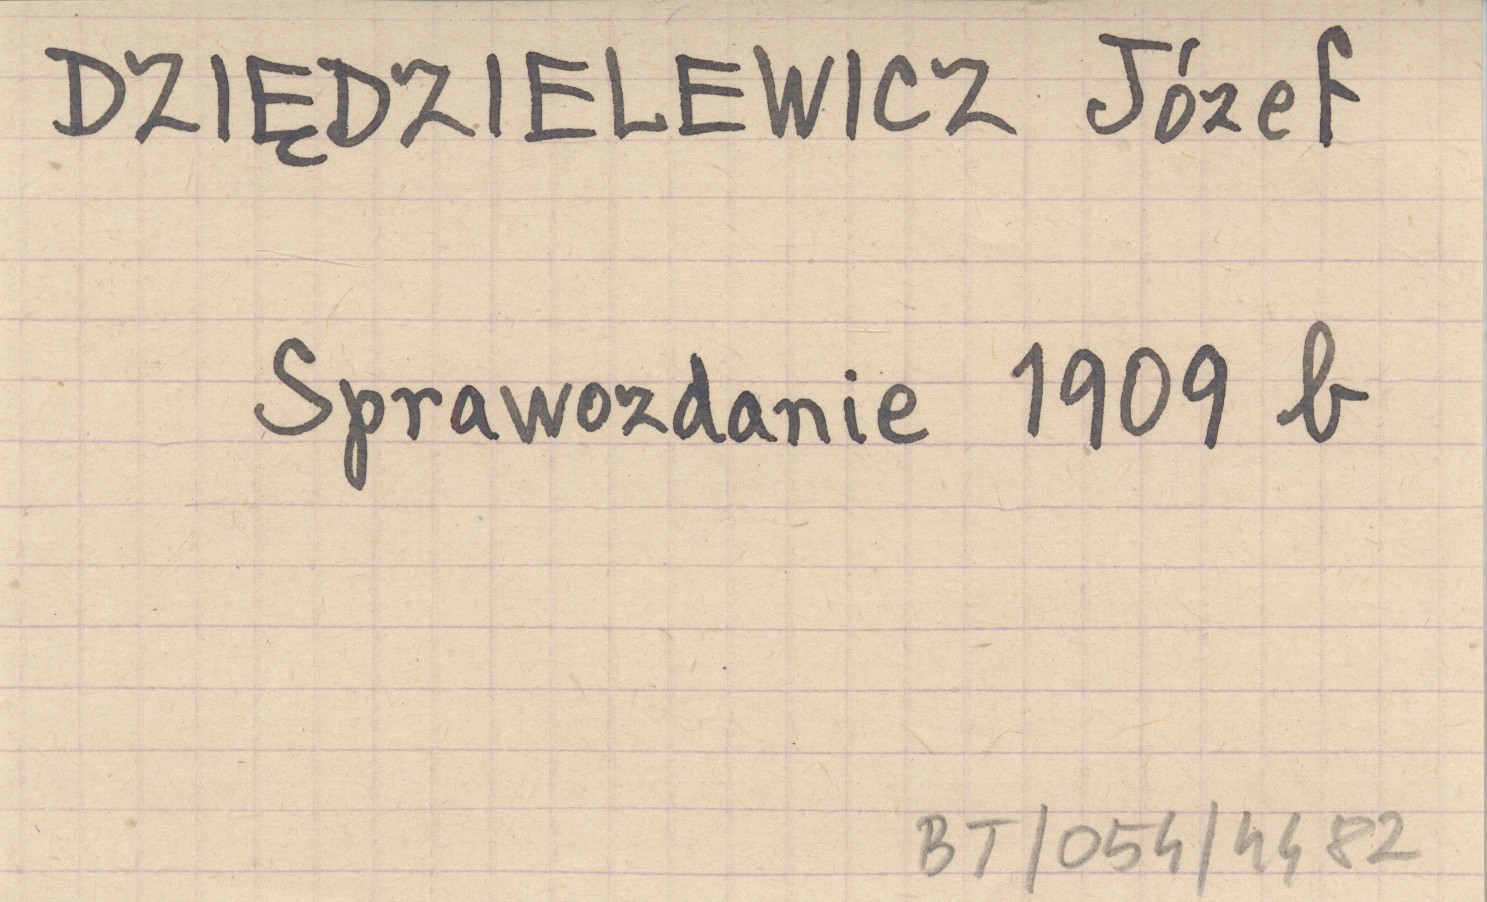 DZIĘDZIELEWICZ Józef
Sprawozdanie 1909 b
BT/054/4482